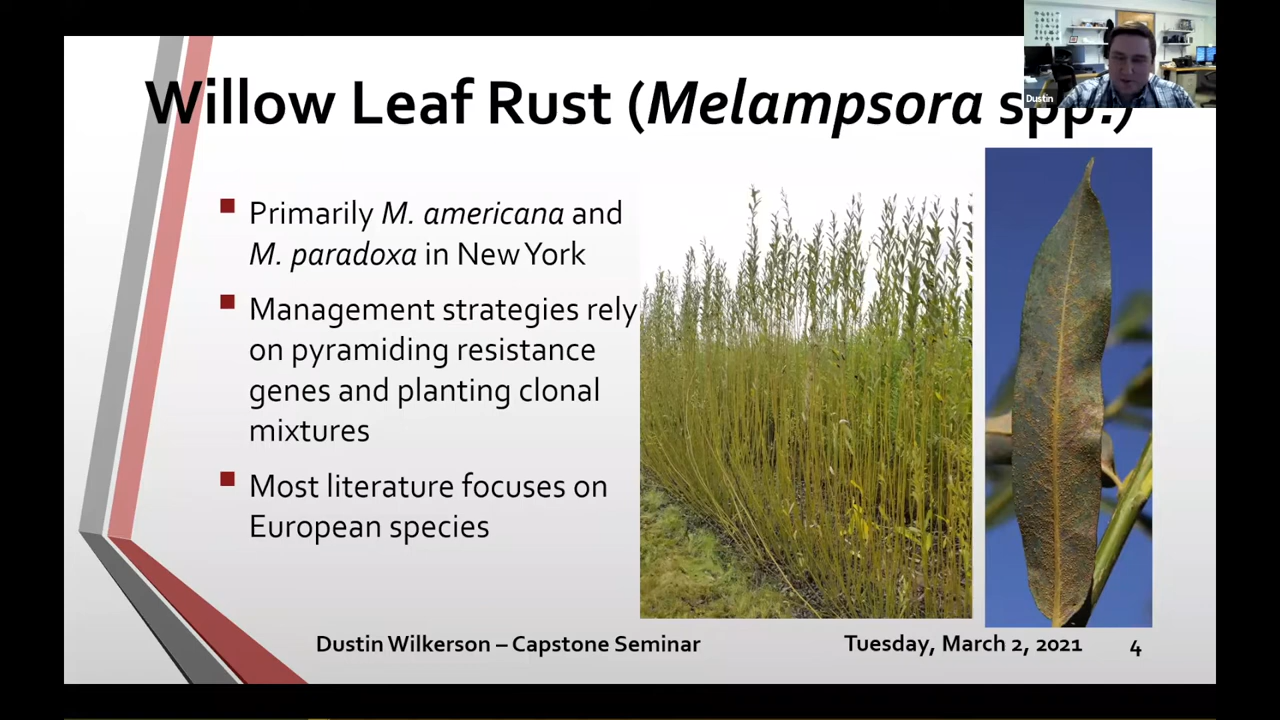 Willow Leaf Rust (Melampsora spp.)
Dustin
Primarily M. americana and
M. paradoxa in New York
Management strategies rely
on pyramiding resistance
genes and planting clonal
mixtures
Most literature focuses on
European species
Dustin Wilkerson – Capstone Seminar
Tuesday, March 2, 2021
4